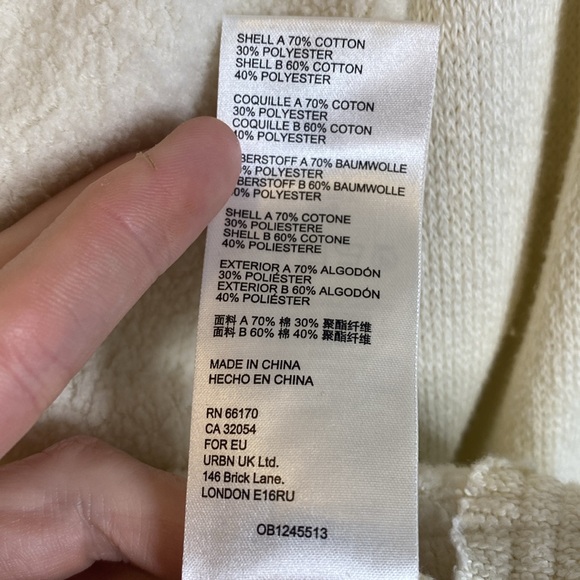 SHELL A 70% COTTON
30% POLYESTER
SHELL B 60% COTTON
40% POLYESTER
COQUILLE A 70% COTON
30% POLYESTER
COQUILLE B 60% COTON
40% POLYESTER
BERSTOFF A 70% BAUMWOLLE
% POLYESTER
BERSTOFF B 60% BAUMWOLLE
0% POLYESTER
SHELL A 70% COTONE
30% POLIESTERE
SHELL B 60% COTONE
40% POLIESTERE
EXTERIOR A 70% ALGODÓN
30% POLIÉSTER
EXTERIOR B 60% ALGODÓN
40% POLIÉSTER
面料 A 70% 棉 30% 聚酯纤维
面料 B 60% 棉 40% 聚酯纤维
MADE IN CHINA
HECHO EN CHINA
RN 66170
CA 32054
FOR EU
URBN UK Ltd.
146 Brick Lane.
LONDON E16RU
OB1245513